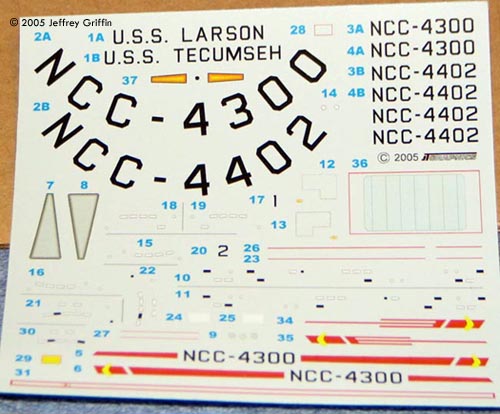 © 2005 Jeffrey Griffin
2A 1A U.S.S. LARSON 28 3A NCC-4300
1B U.S.S. TECUMSEH 4A NCC-4300
37 3B NCC-4402
NCC-4300
2B 14 4B NCC-4402
NCC-4402
NCC-4402
© 2005
12 36
7 8
18 19 17 1
13
15 20 2 26
23
16 22 10
11
21 24 25 34
30 27 9 35
29 5 NCC-4300
31 6 NCC-4300